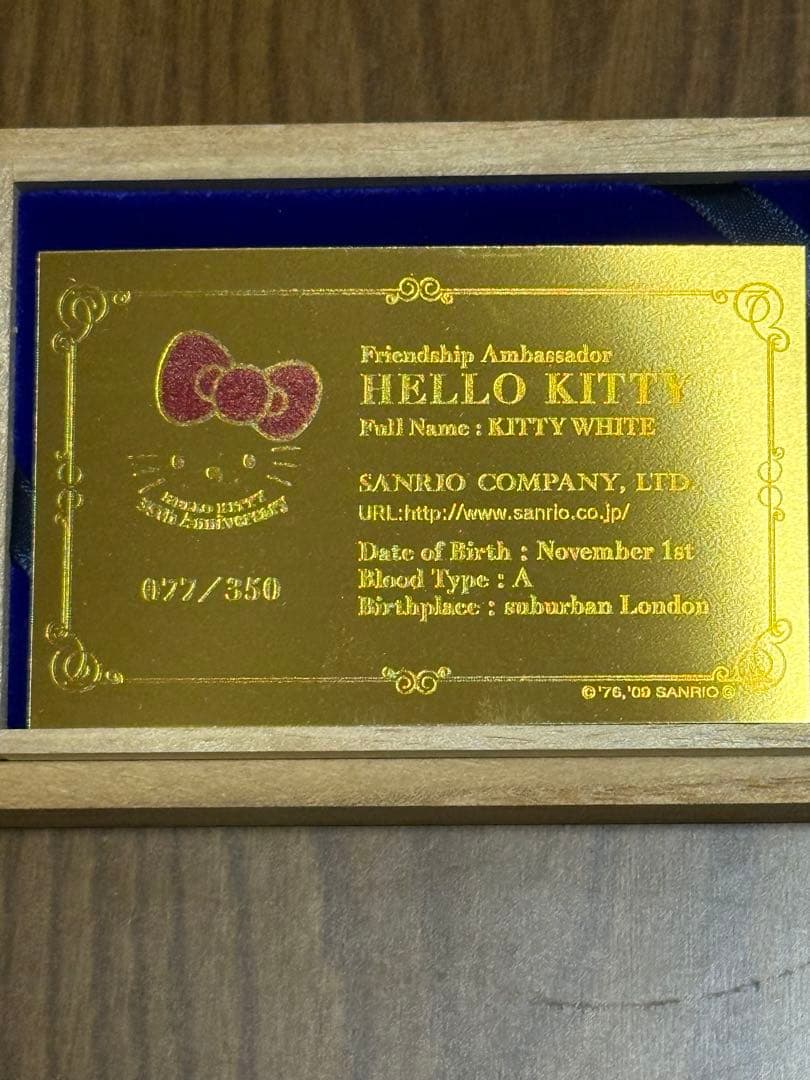 Friendship Ambassador
HELLO KITTY
Full Name : KITTY WHITE
HELLO KITTY
35th Anniversary
SANRIO COMPANY, LTD.
URL:http://www.sanrio.co.jp/
077/350
Date of Birth : November 1st
Blood Type : A
Birthplace : suburban London
©'76,'09 SANRIO